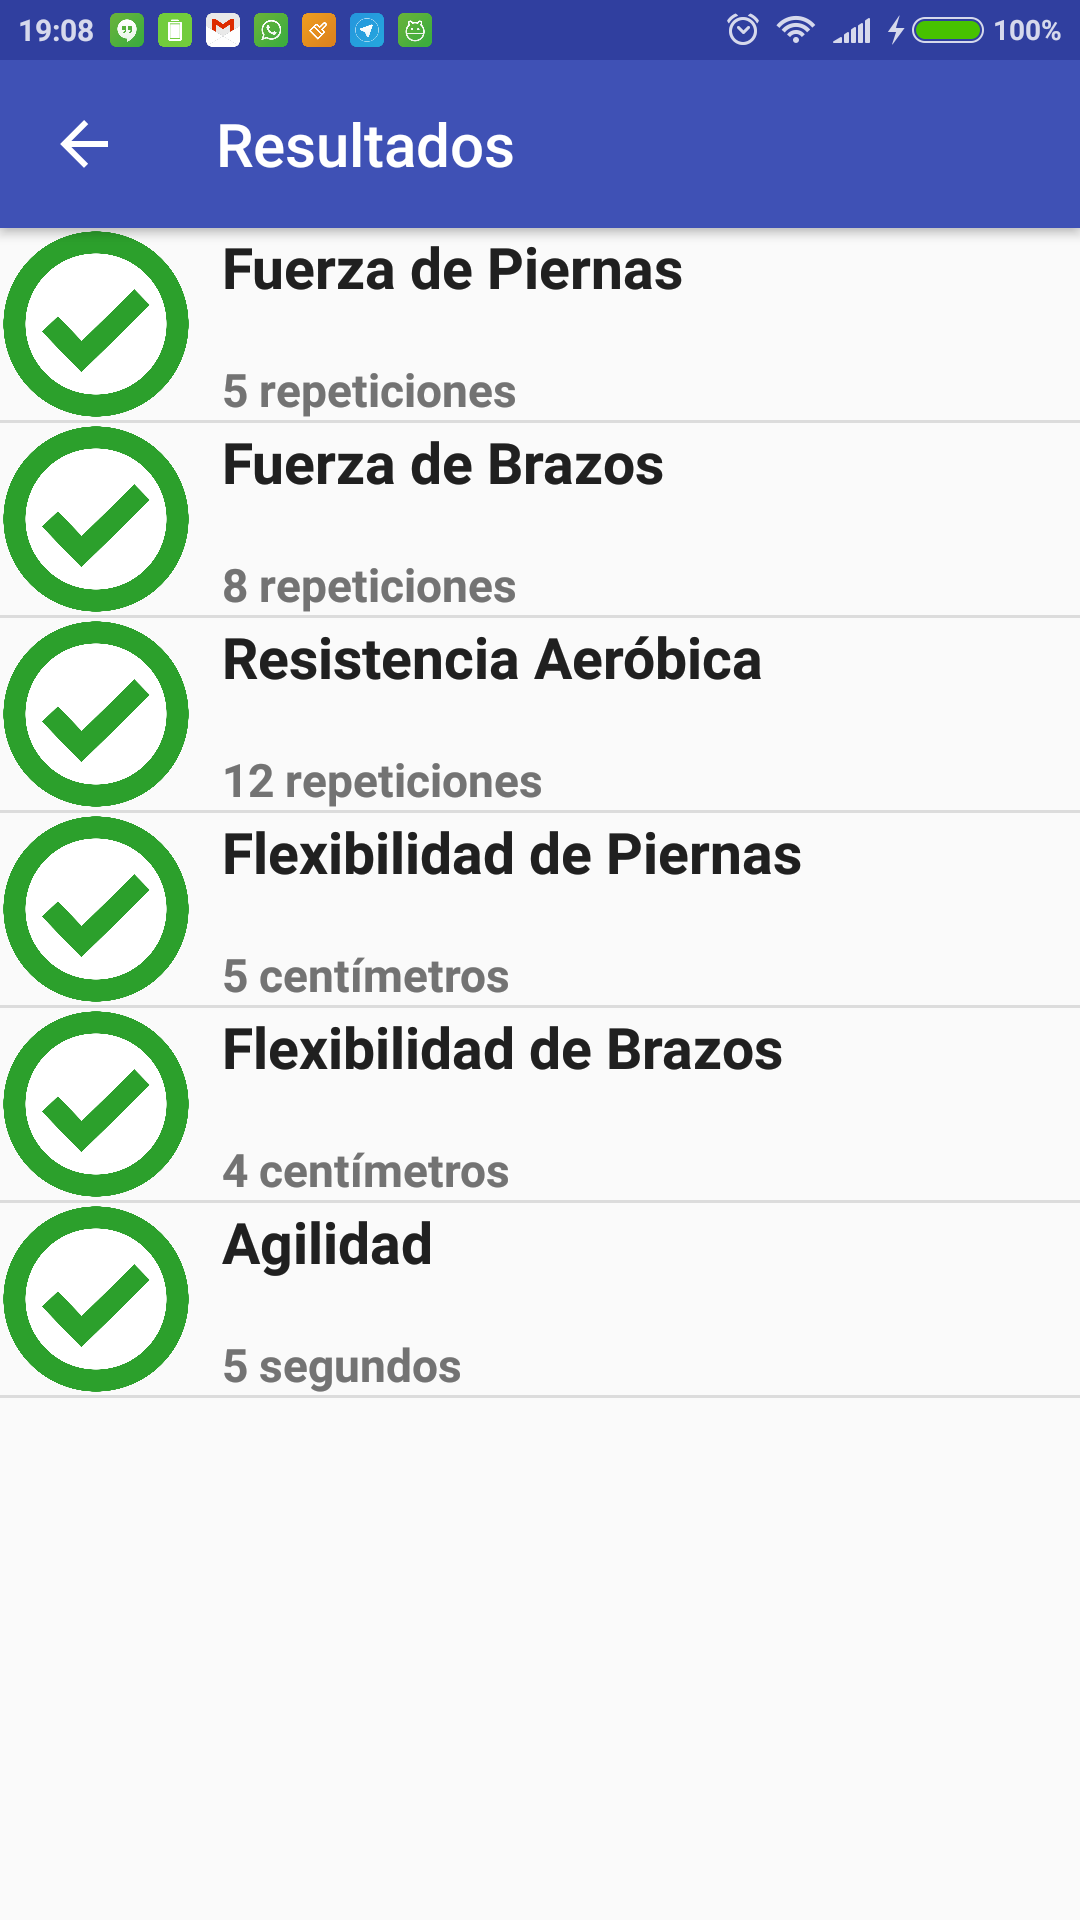 19:08 100%
Resultados
Fuerza de Piernas
5 repeticiones
Fuerza de Brazos
8 repeticiones
Resistencia Aeróbica
12 repeticiones
Flexibilidad de Piernas
5 centímetros
Flexibilidad de Brazos
4 centímetros
Agilidad
5 segundos